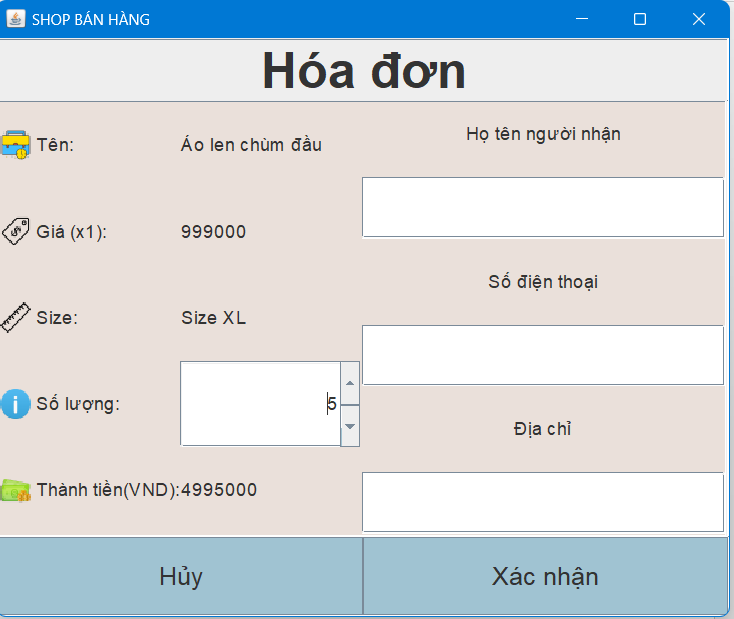 SHOP BÁN HÀNG
Hóa đơn
Tên: Áo len chùm đầu
Giá (x1): 999000
Size: Size XL
Số lượng: 5
Thành tiền(VND): 4995000
Họ tên người nhận
Số điện thoại
Địa chỉ
Hủy
Xác nhận